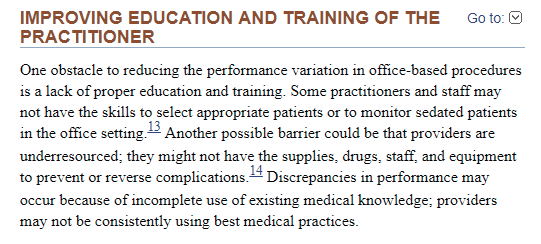 IMPROVING EDUCATION AND TRAINING OF THE PRACTITIONER Go to:
One obstacle to reducing the performance variation in office-based procedures
is a lack of proper education and training. Some practitioners and staff may
not have the skills to select appropriate patients or to monitor sedated patients
in the office setting.13 Another possible barrier could be that providers are
underresourced; they might not have the supplies, drugs, staff, and equipment
to prevent or reverse complications.14 Discrepancies in performance may
occur because of incomplete use of existing medical knowledge; providers
may not be consistently using best medical practices.